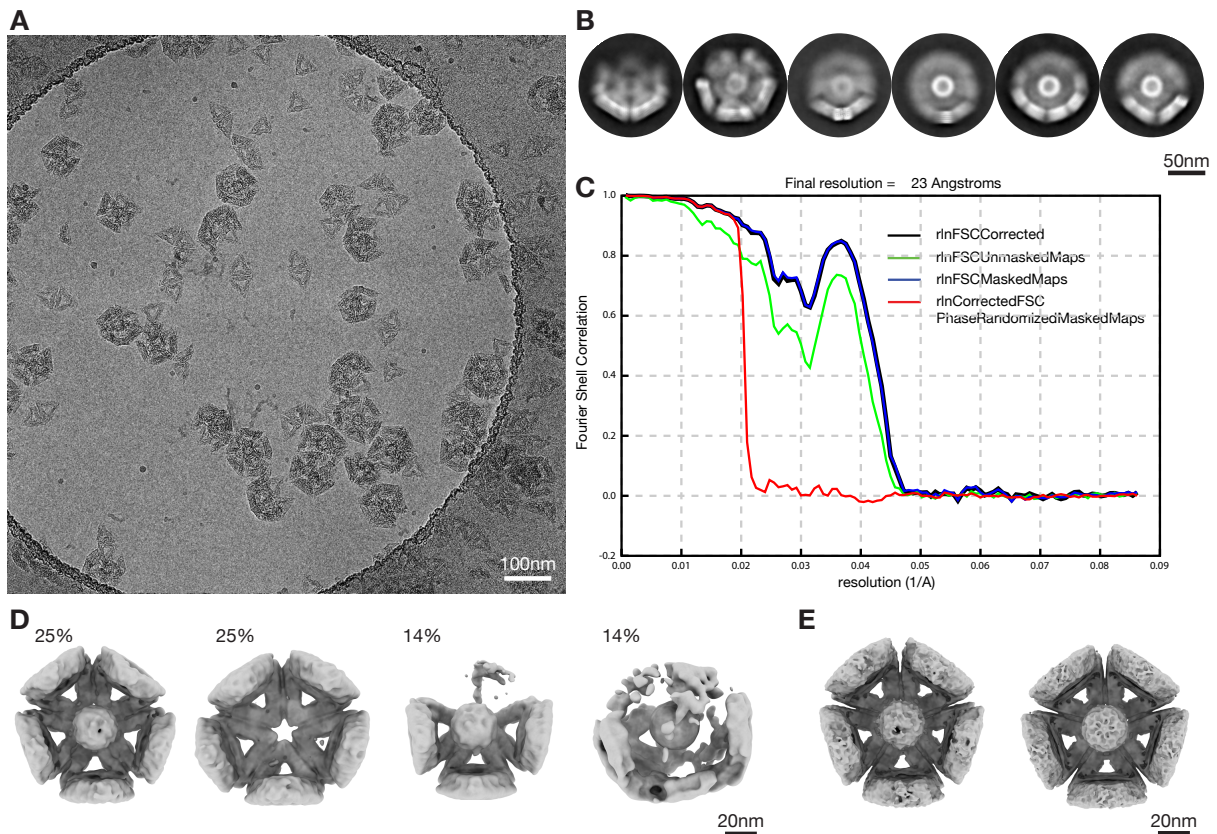 A
100nm
B
50nm
C
Final resolution = 23 Angstroms
1.0
0.8
0.6
0.4
0.2
0.0
-0.2
Fourier Shell Correlation
rlnFSCCorrected
rlnFSCUnmaskedMaps
rlnFSCMaskedMaps
rlnCorrectedFSC
PhaseRandomizedMaskedMaps
0.00 0.01 0.02 0.03 0.04 0.05 0.06 0.07 0.08 0.09
resolution (1/A)
D
25% 25% 14% 14%
20nm
E
20nm